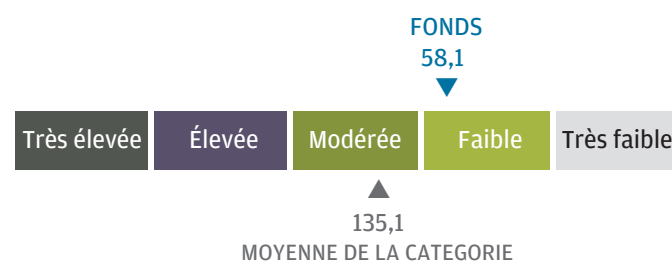 FONDS
58,1
Très élevée Élevée Modérée Faible Très faible
135,1
MOYENNE DE LA CATEGORIE